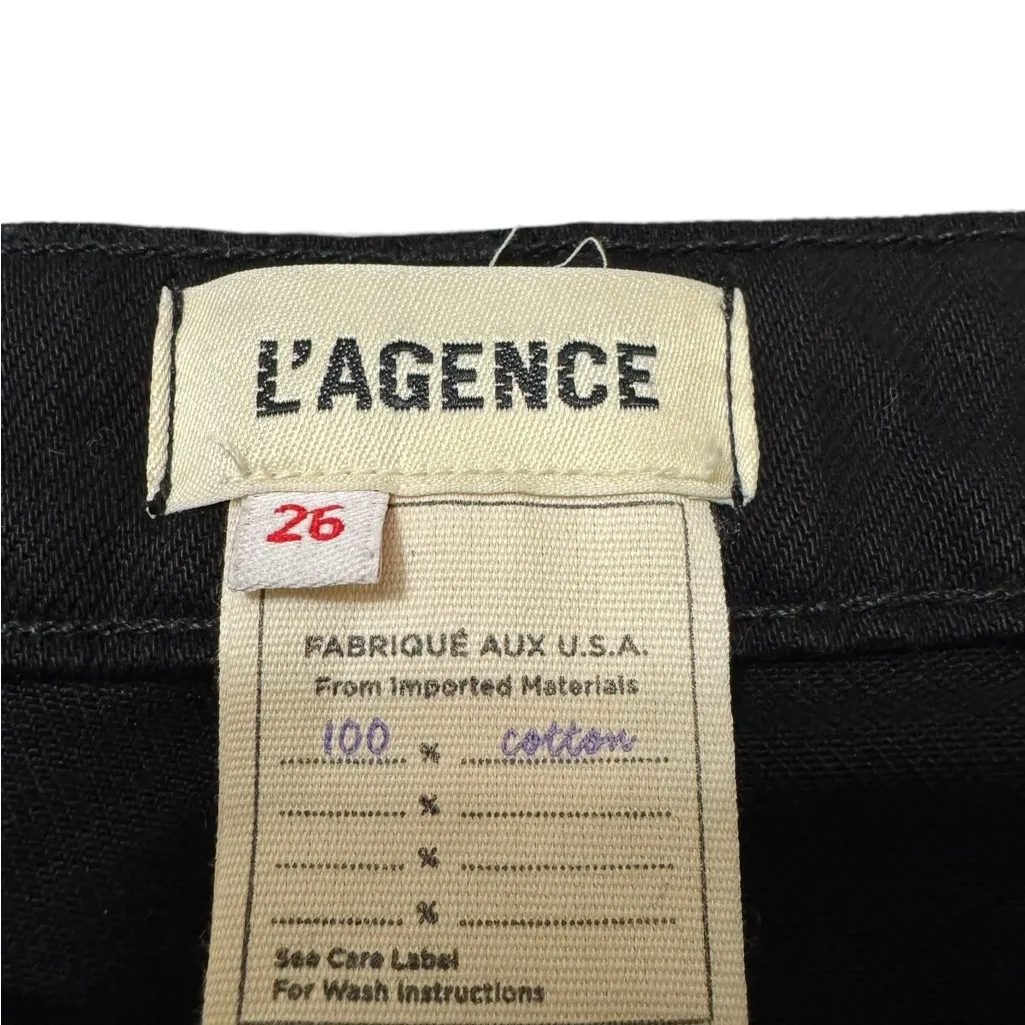 L'AGENCE
26
FABRIQUÉ AUX U.S.A.
From Imported Materials
100 % cotton
%
%
%
See Care Label
For Wash Instructions